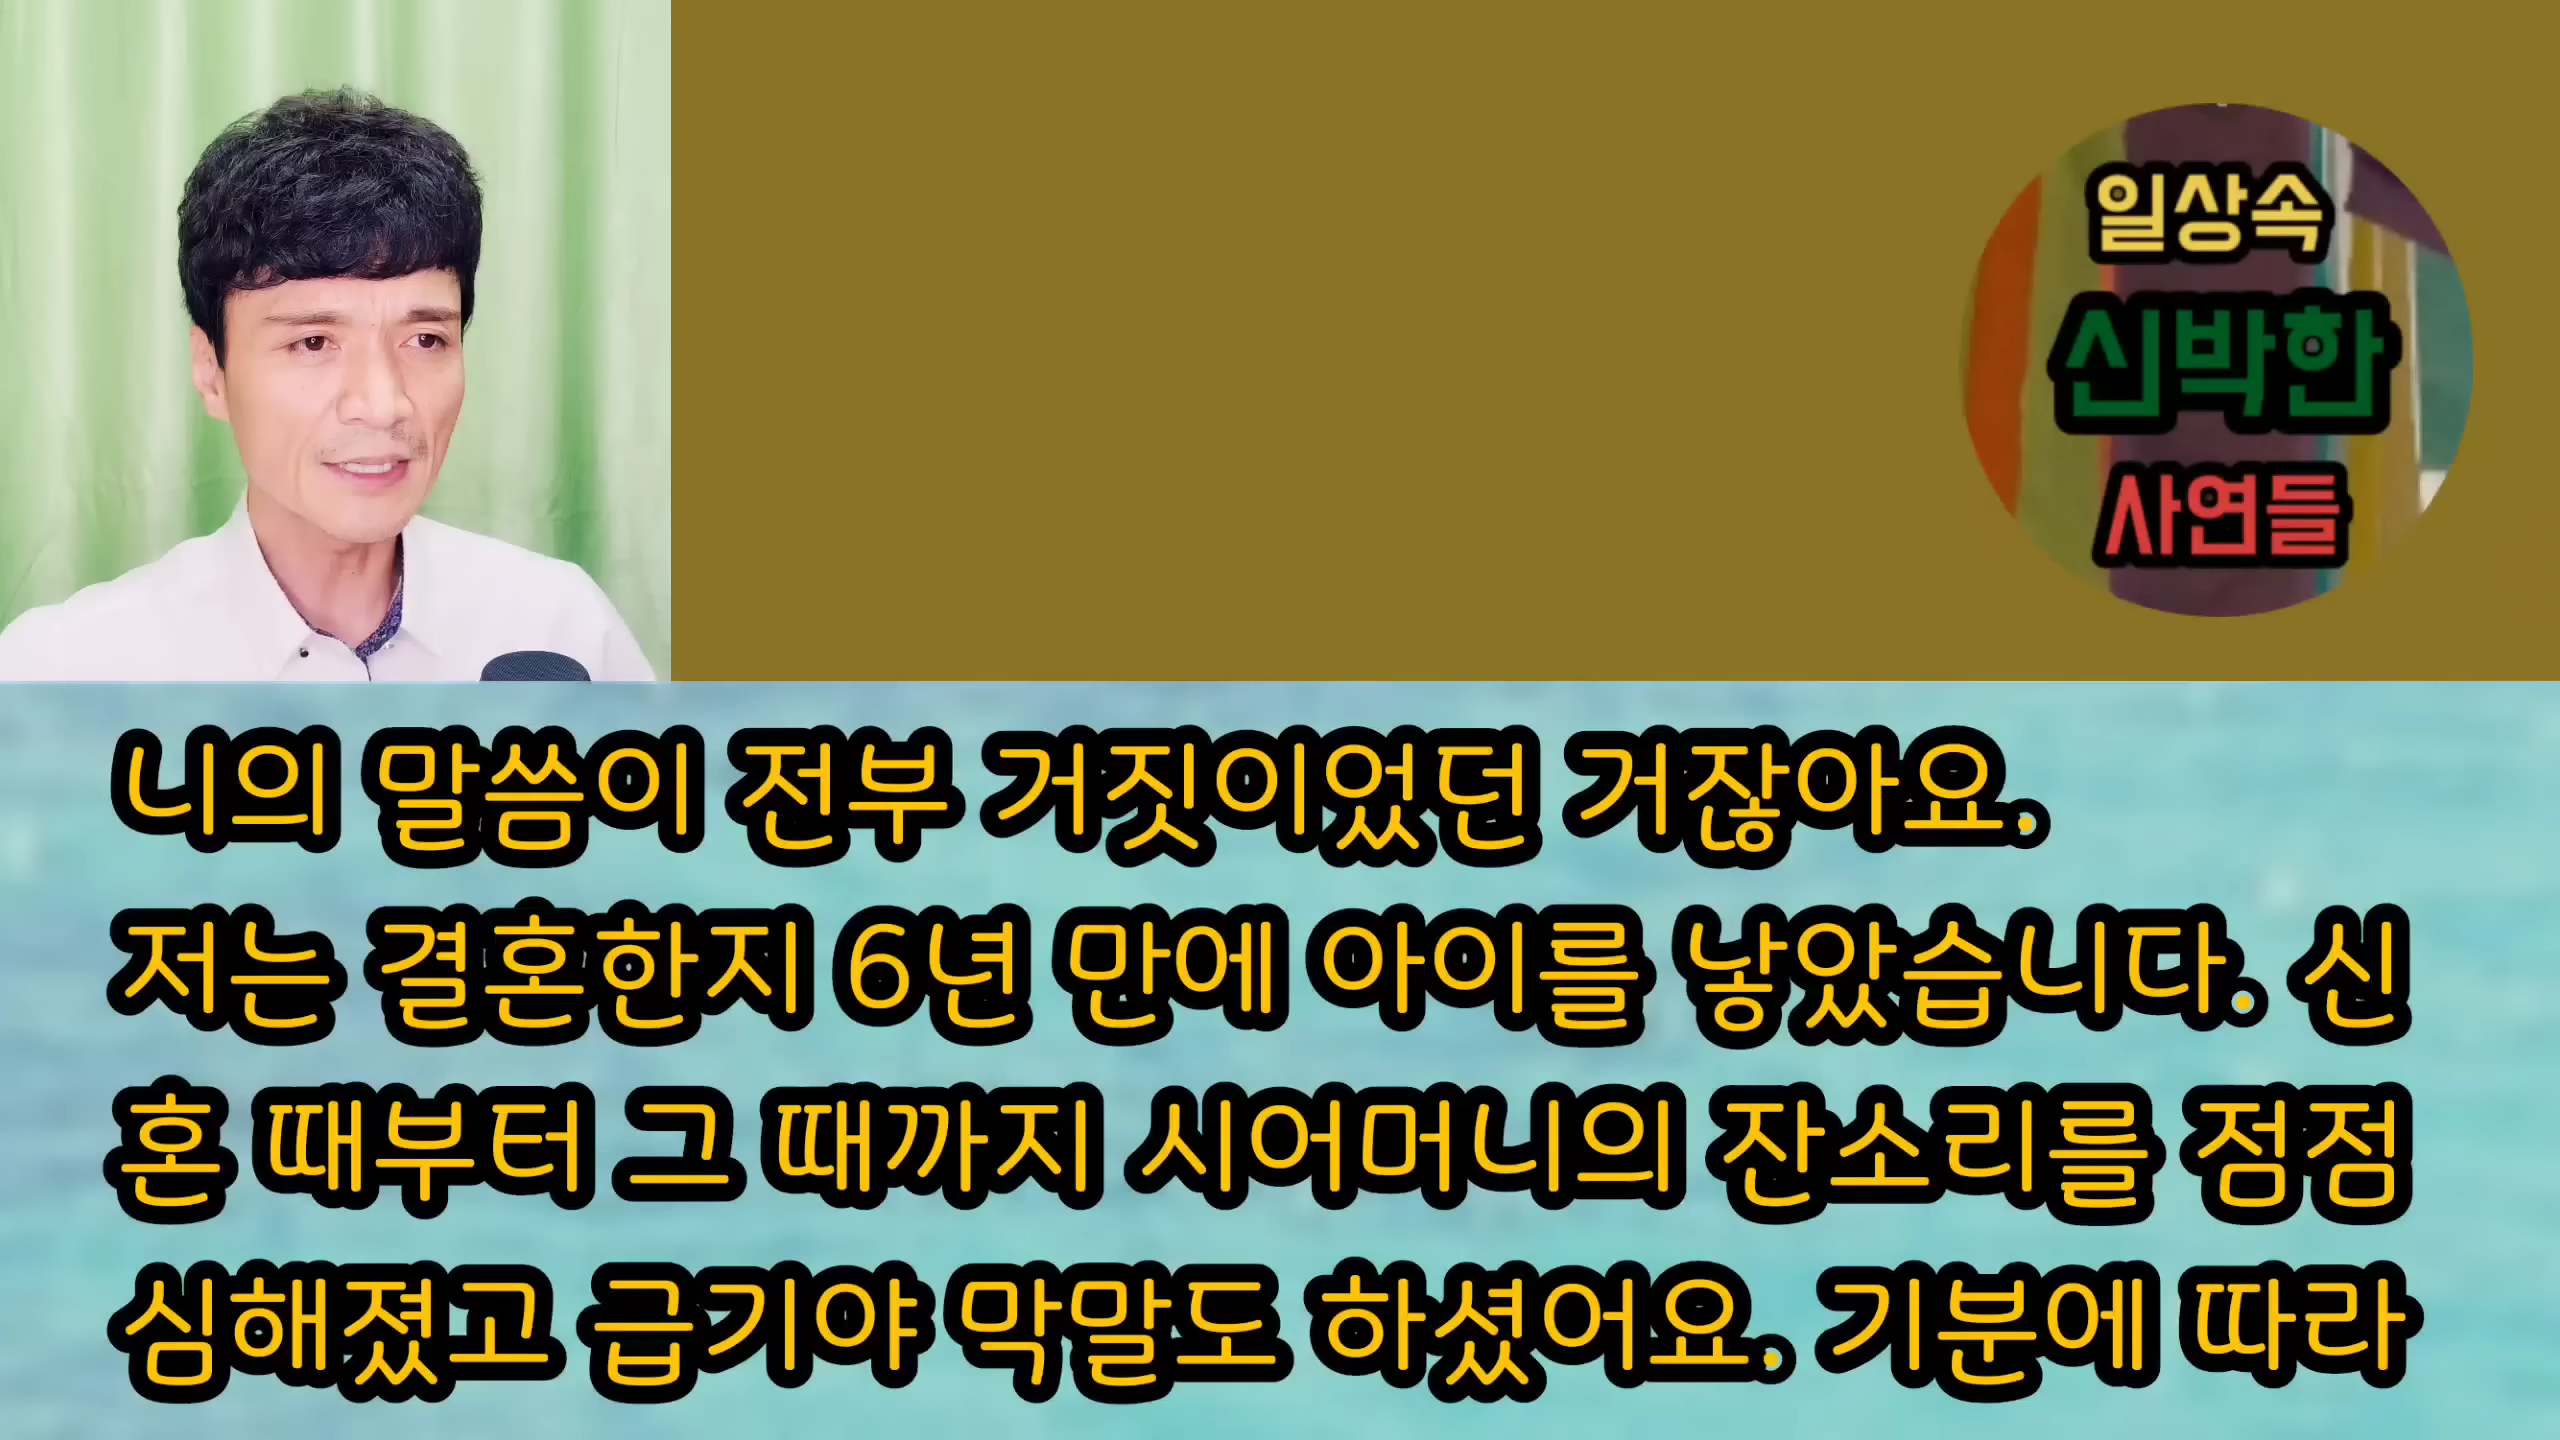 일상속
신박한
사연들
니의 말씀이 전부 거짓이었던 거잖아요.
저는 결혼한지 6년 만에 아이를 낳았습니다. 신
혼 때부터 그 때까지 시어머니의 잔소리를 점점
심해졌고 급기야 막말도 하셨어요. 기분에 따라